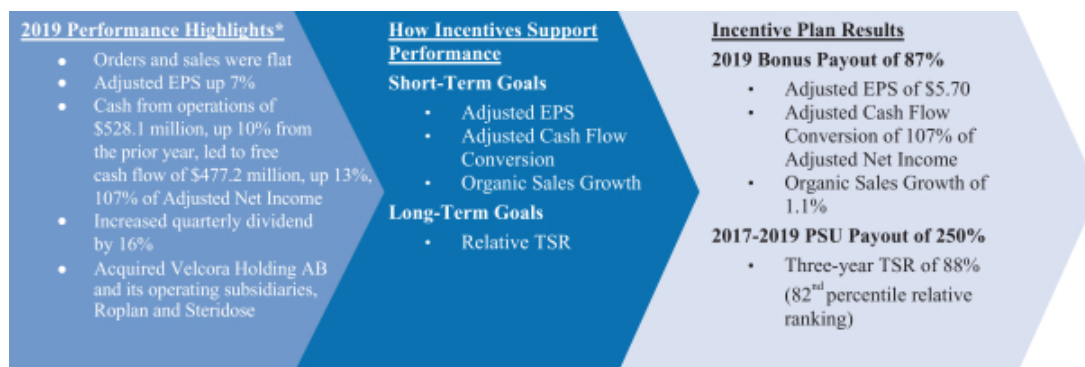 2019 Performance Highlights*
• Orders and sales were flat
• Adjusted EPS up 7%
• Cash from operations of
$528.1 million, up 10% from
the prior year, led to free
cash flow of $477.2 million, up 13%,
107% of Adjusted Net Income
• Increased quarterly dividend
by 16%
• Acquired Velcora Holding AB
and its operating subsidiaries,
Roplan and Steridose
How Incentives Support
Performance
Short-Term Goals
• Adjusted EPS
• Adjusted Cash Flow
Conversion
• Organic Sales Growth
Long-Term Goals
• Relative TSR
Incentive Plan Results
2019 Bonus Payout of 87%
• Adjusted EPS of $5.70
• Adjusted Cash Flow
Conversion of 107% of
Adjusted Net Income
• Organic Sales Growth of
1.1%
2017-2019 PSU Payout of 250%
• Three-year TSR of 88%
(82nd percentile relative
ranking)